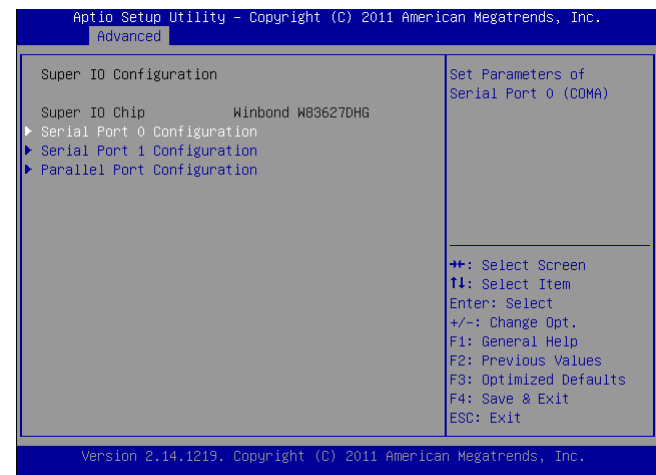 Aptio Setup Utility – Copyright (C) 2011 American Megatrends, Inc.
Advanced
Super IO Configuration
Super IO Chip Winbond W83627DHG
Serial Port 0 Configuration
Serial Port 1 Configuration
Parallel Port Configuration
Set Parameters of
Serial Port 0 (COMA)
→←: Select Screen
↑↓: Select Item
Enter: Select
+/-: Change Opt.
F1: General Help
F2: Previous Values
F3: Optimized Defaults
F4: Save & Exit
ESC: Exit
Version 2.14.1219. Copyright (C) 2011 American Megatrends, Inc.